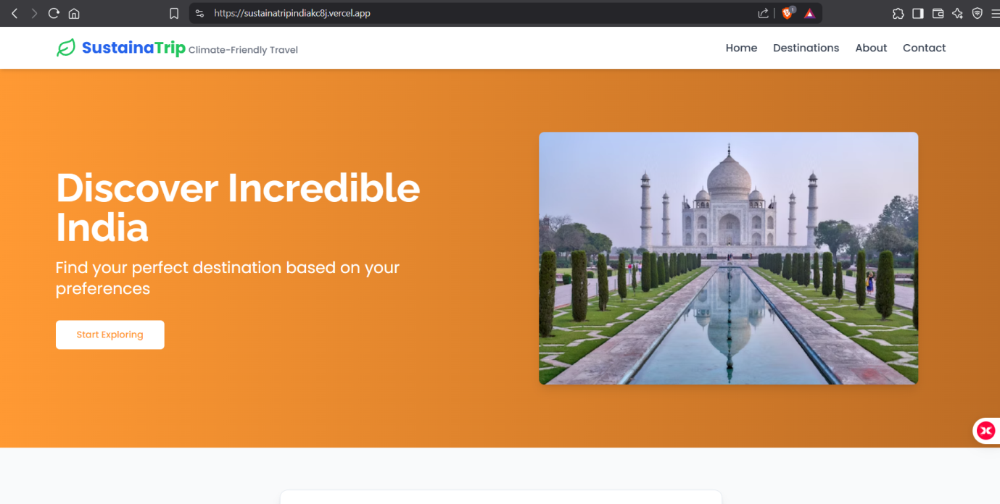 https://sustainatripindiakc8j.vercel.app
1
SustainaTrip Climate-Friendly Travel
Home Destinations About Contact
Discover Incredible
India
Find your perfect destination based on your
preferences
Start Exploring